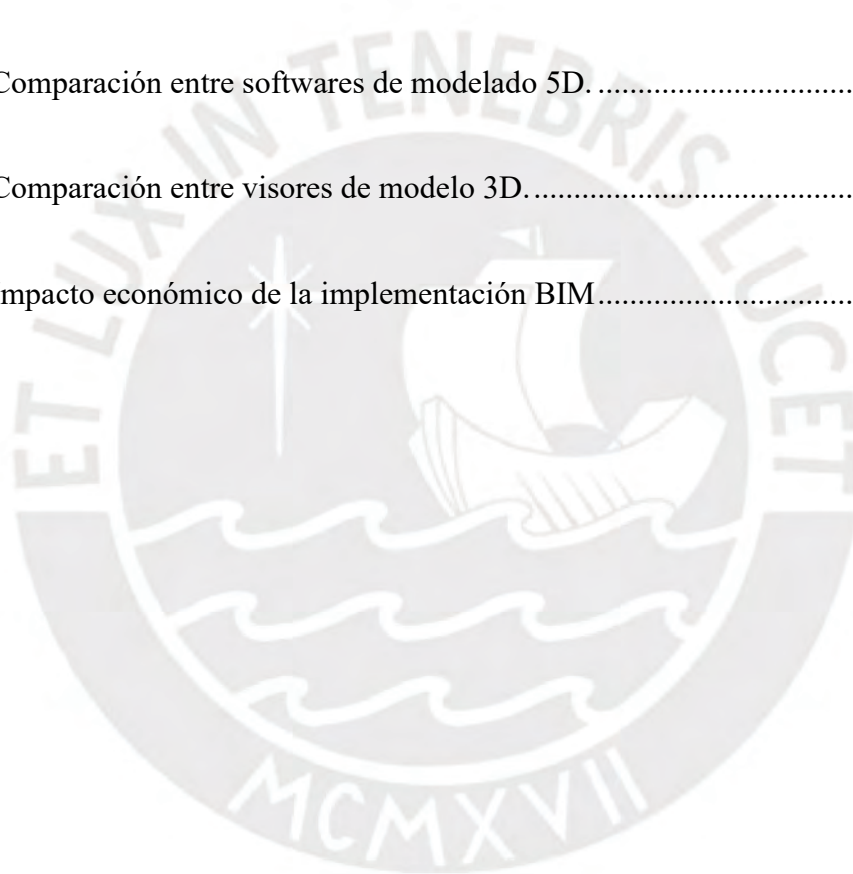 Comparación entre softwares de modelado 5D. ................................
Comparación entre visores de modelo 3D. ........................................
mpacto económico de la implementación BIM ................................
ET LUX IN TENEBRIS LUCET
MCMXVII